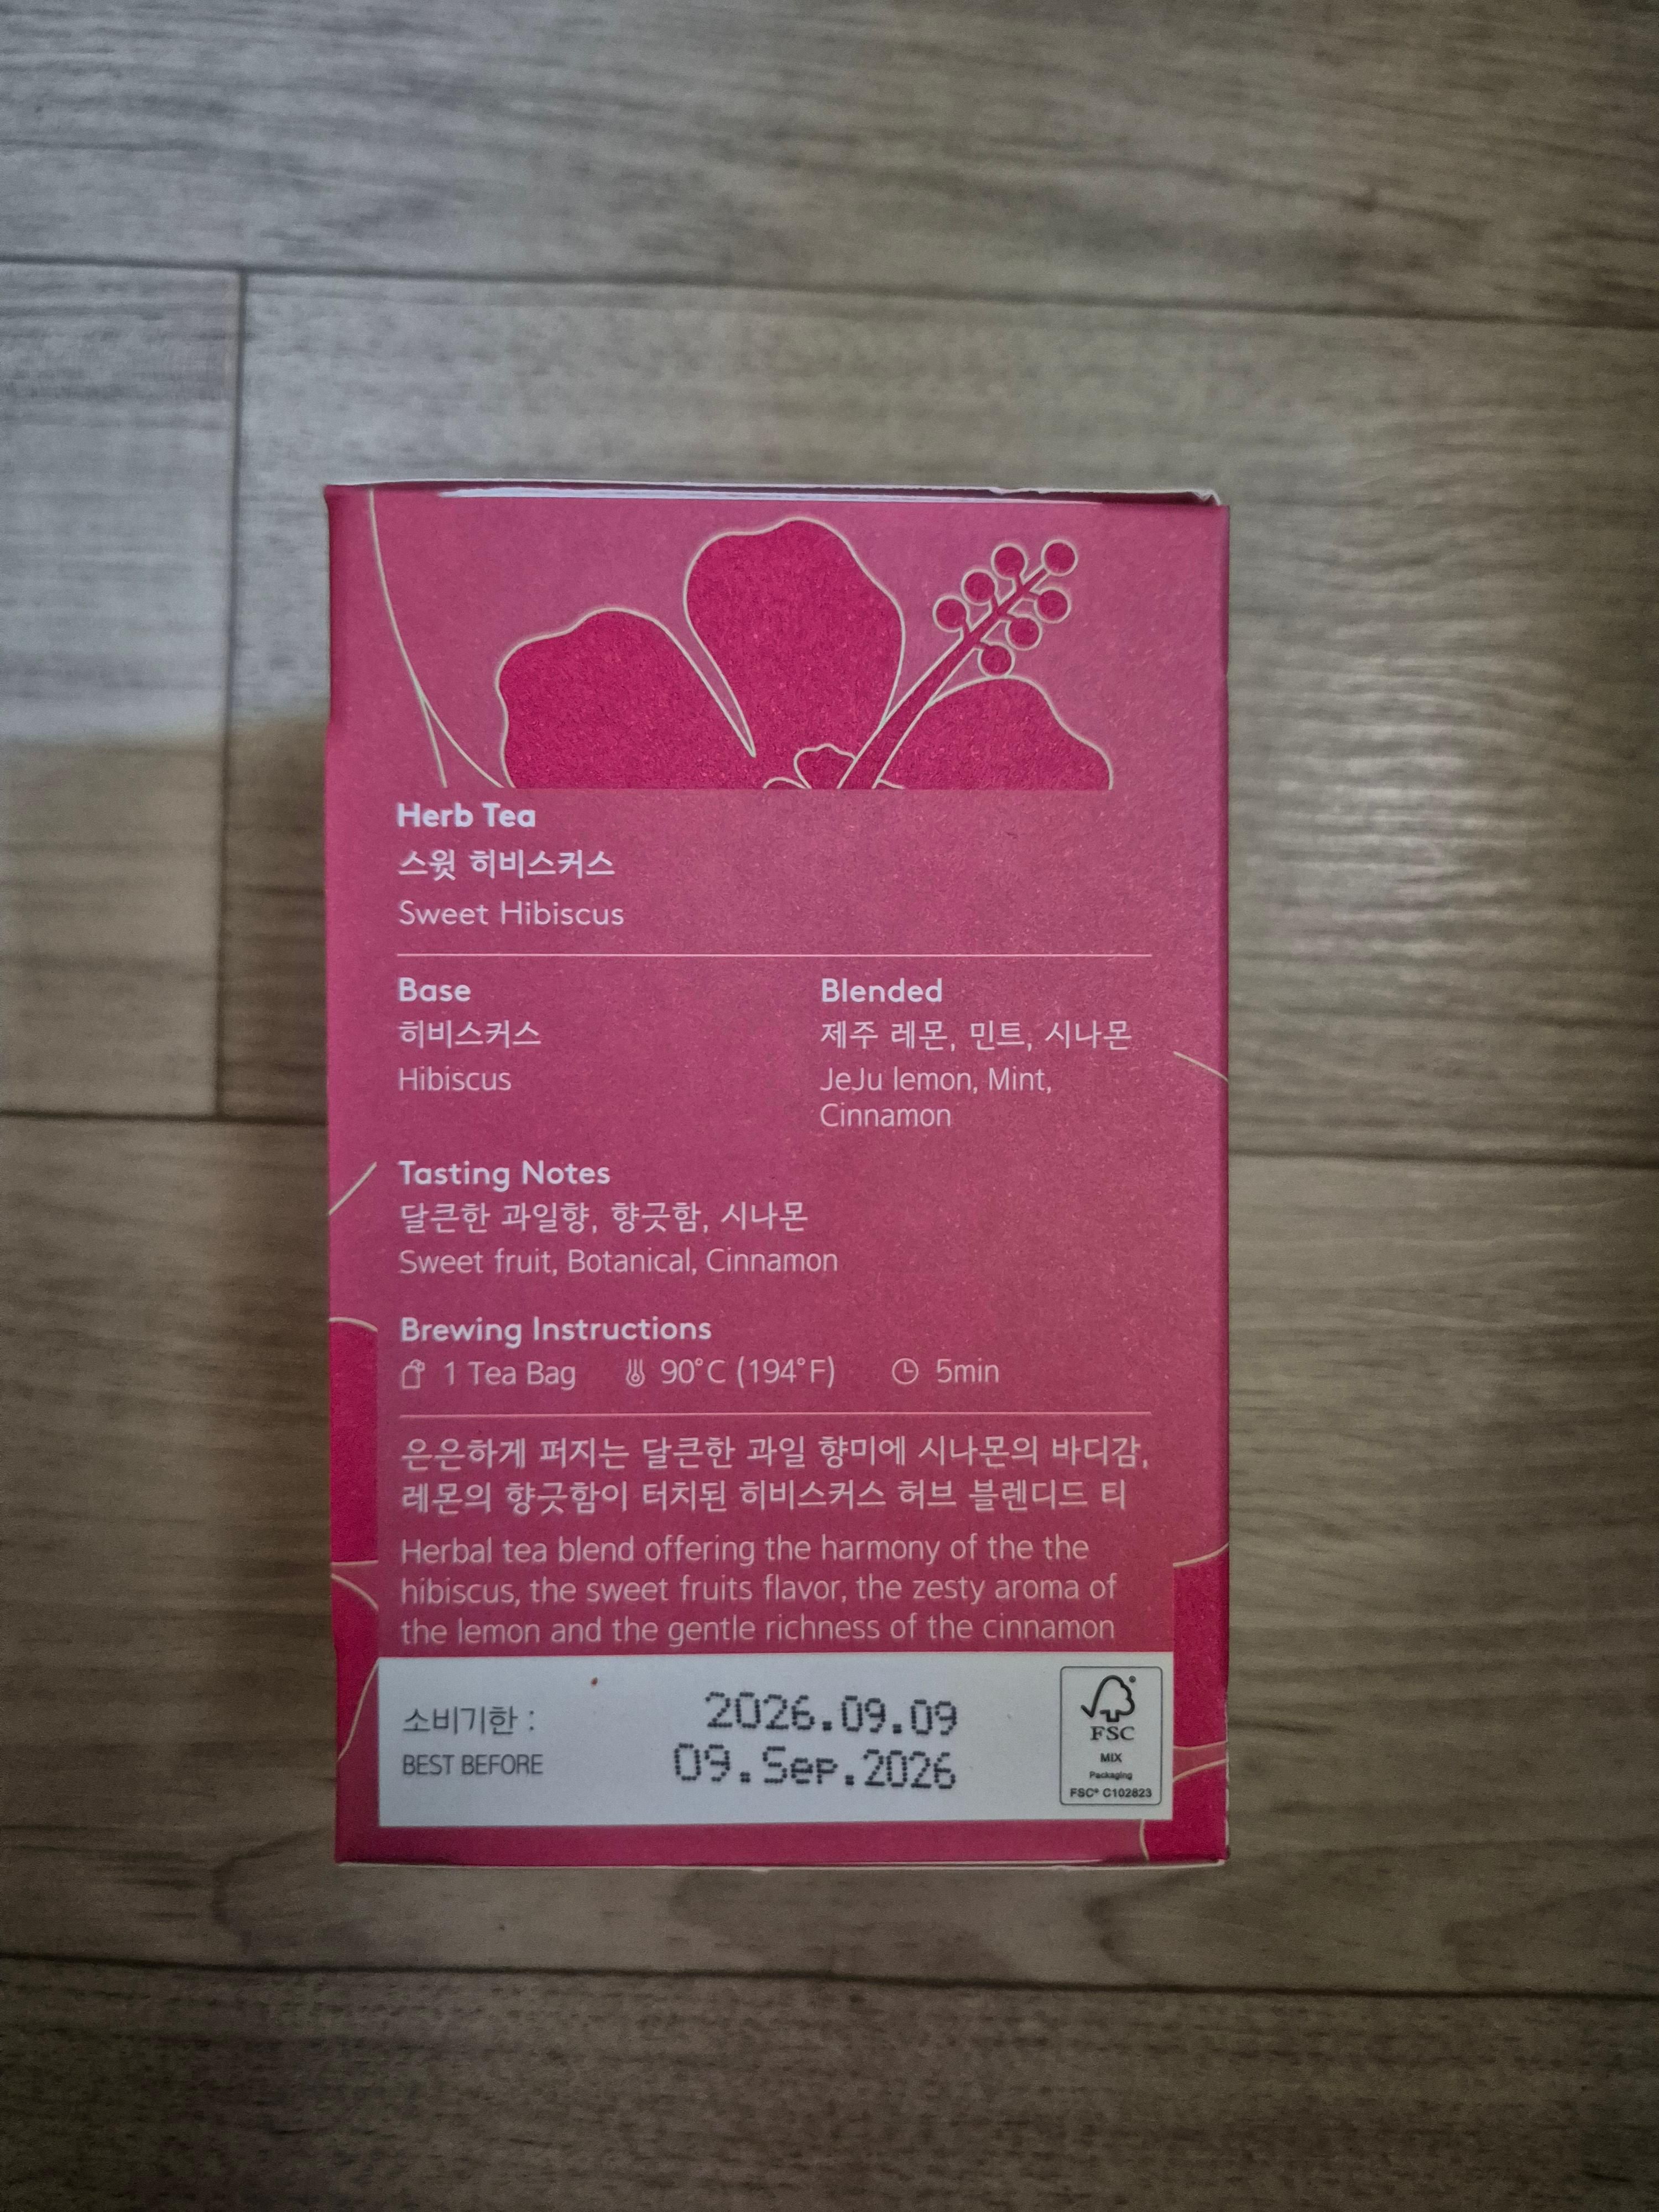 Herb Tea
스윗 히비스커스
Sweet Hibiscus
Base
히비스커스
Hibiscus
Blended
제주 레몬, 민트, 시나몬
JeJu lemon, Mint,
Cinnamon
Tasting Notes
달큰한 과일향, 향긋함, 시나몬
Sweet fruit, Botanical, Cinnamon
Brewing Instructions
1 Tea Bag 90°C (194°F) 5min
은은하게 퍼지는 달큰한 과일 향미에 시나몬의 바디감,
레몬의 향긋함이 터치된 히비스커스 허브 블렌디드 티
Herbal tea blend offering the harmony of the the
hibiscus, the sweet fruits flavor, the zesty aroma of
the lemon and the gentle richness of the cinnamon
소비기한 : 2026.09.09
BEST BEFORE 09.Sep.2026
FSC
MIX
Packaging
FSC® C102823